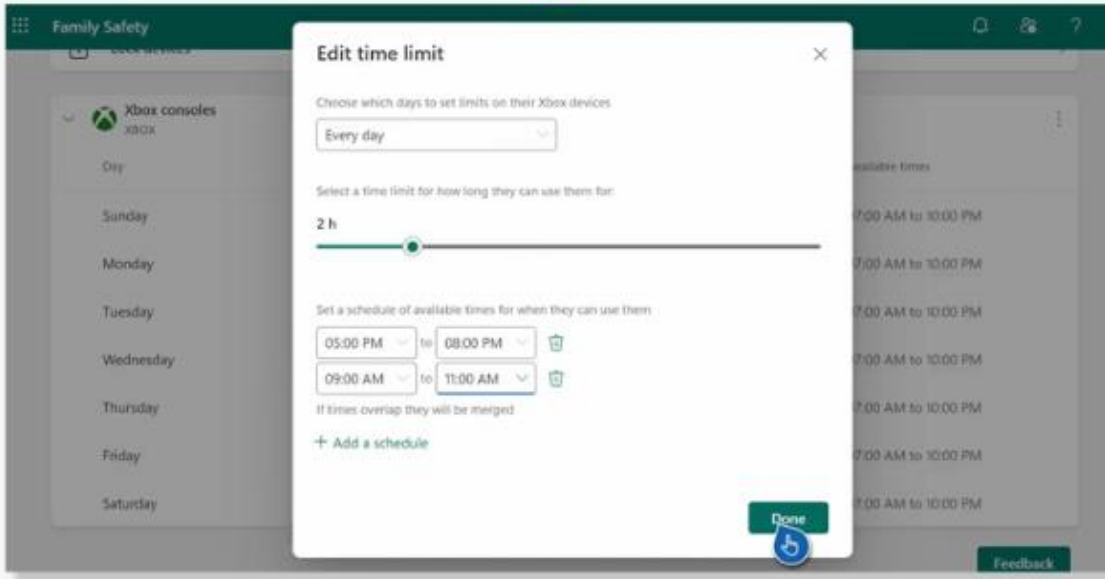 Family Safety
?
Edit time limit
Choose which days to set limits on their Xbox devices
Every day
Select a time limit for how long they can use them for:
2 h
Set a schedule of available times for when they can use them
05:00 PM to 08:00 PM
09:00 AM to 11:00 AM
If times overlap they will be merged
+ Add a schedule
Done
Xbox consoles
XBOX
Day
available times
Sunday 7:00 AM to 10:00 PM
Monday 7:00 AM to 10:00 PM
Tuesday 7:00 AM to 10:00 PM
Wednesday 7:00 AM to 10:00 PM
Thursday 7:00 AM to 10:00 PM
Friday 07:00 AM to 10:00 PM
Saturday 7:00 AM to 10:00 PM
Feedback